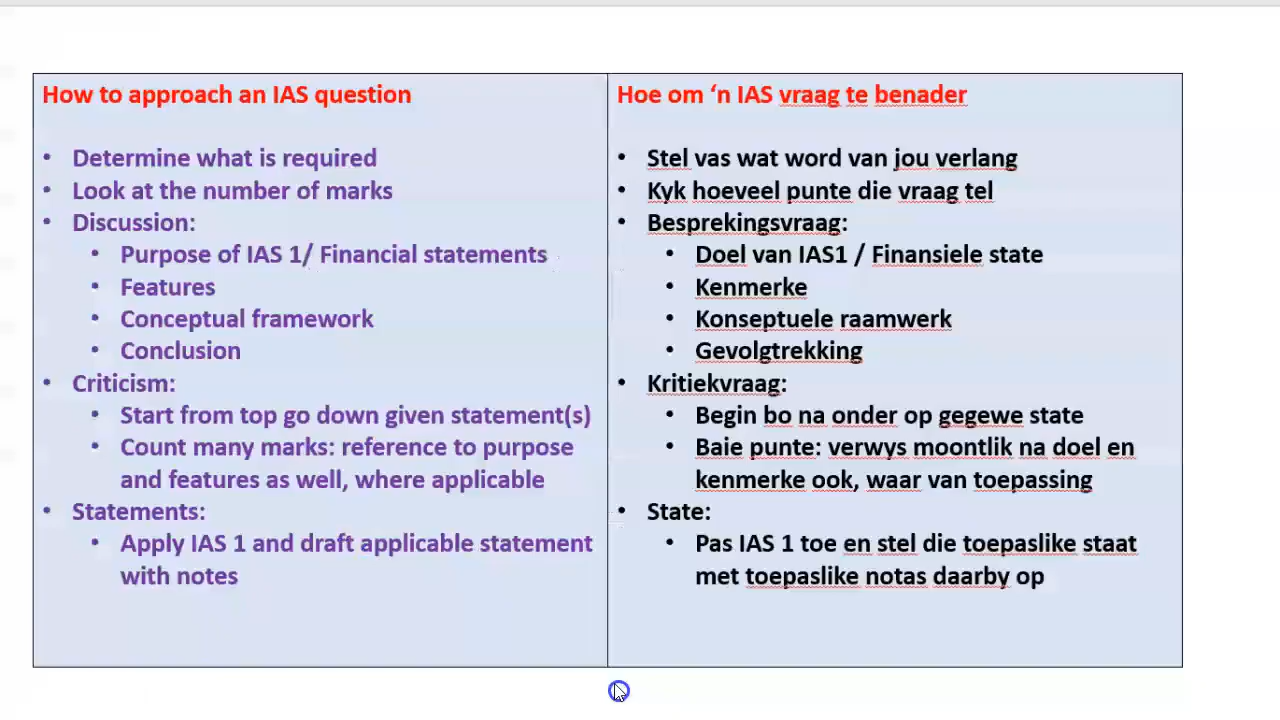 How to approach an IAS question
• Determine what is required
• Look at the number of marks
• Discussion:
• Purpose of IAS 1/ Financial statements
• Features
• Conceptual framework
• Conclusion
• Criticism:
• Start from top go down given statement(s)
• Count many marks: reference to purpose
and features as well, where applicable
• Statements:
• Apply IAS 1 and draft applicable statement
with notes
Hoe om ‘n IAS vraag te benader
• Stel vas wat word van jou verlang
• Kyk hoeveel punte die vraag tel
• Besprekingsvraag:
• Doel van IAS1 / Finansiele state
• Kenmerke
• Konseptuele raamwerk
• Gevolgtrekking
• Kritiekvraag:
• Begin bo na onder op gegewe state
• Baie punte: verwys moontlik na doel en
kenmerke ook, waar van toepassing
• State:
• Pas IAS 1 toe en stel die toepaslike staat
met toepaslike notas daarby op